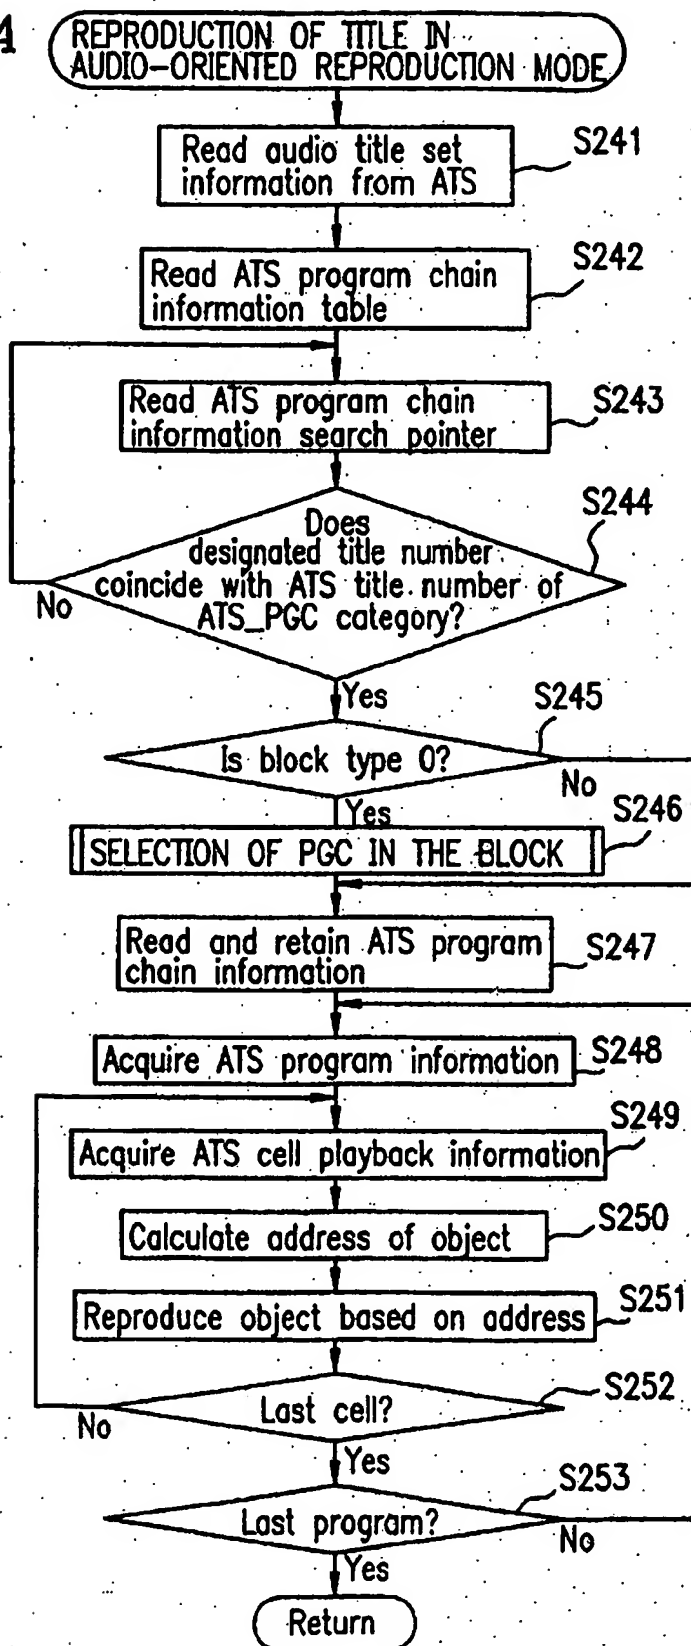 4
REPRODUCTION OF TITLE IN
AUDIO-ORIENTED REPRODUCTION MODE
Read audio title set
information from ATS
S241
Read ATS program chain
information table
S242
Read ATS program chain
information search pointer
S243
Does
designated title number
coincide with ATS title number of
ATS_PGC category?
S244
No
Yes
Is block type 0?
S245
No
Yes
SELECTION OF PGC IN THE BLOCK
S246
Read and retain ATS program
chain information
S247
Acquire ATS program information
S248
Acquire ATS cell playback information
S249
Calculate address of object
S250
Reproduce object based on address
S251
Last cell?
S252
No
Yes
Last program?
S253
No
Yes
Return